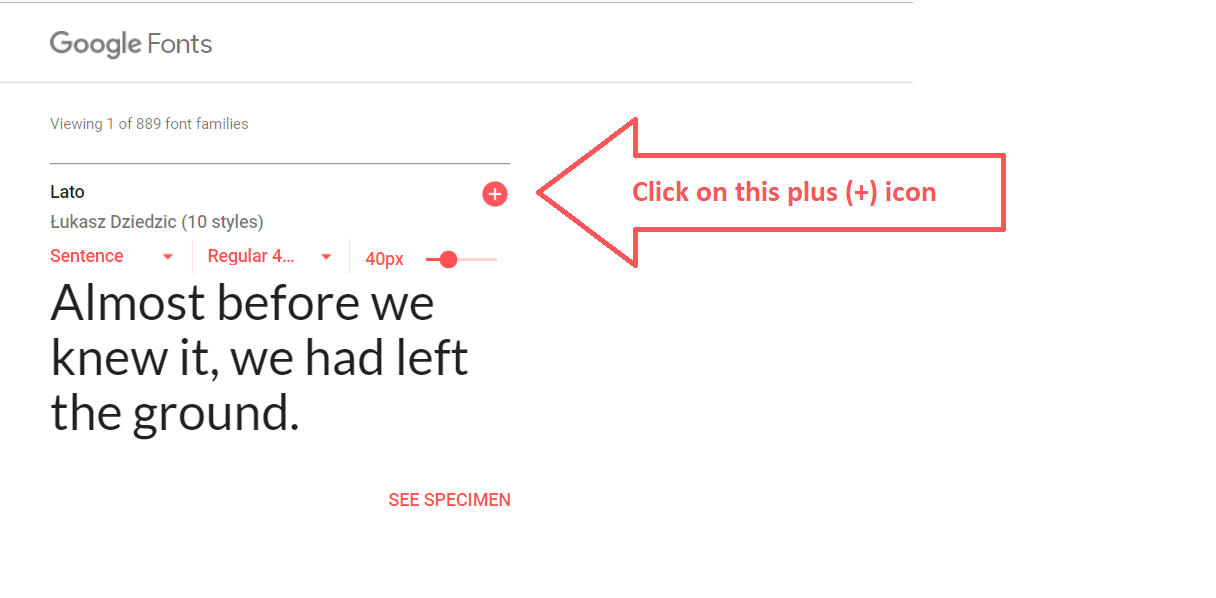 Google Fonts
Viewing 1 of 889 font families
Lato
Click on this plus (+) icon
Łukasz Dziedzic (10 styles)
Sentence Regular 4... 40px
Almost before we
knew it, we had left
the ground.
SEE SPECIMEN